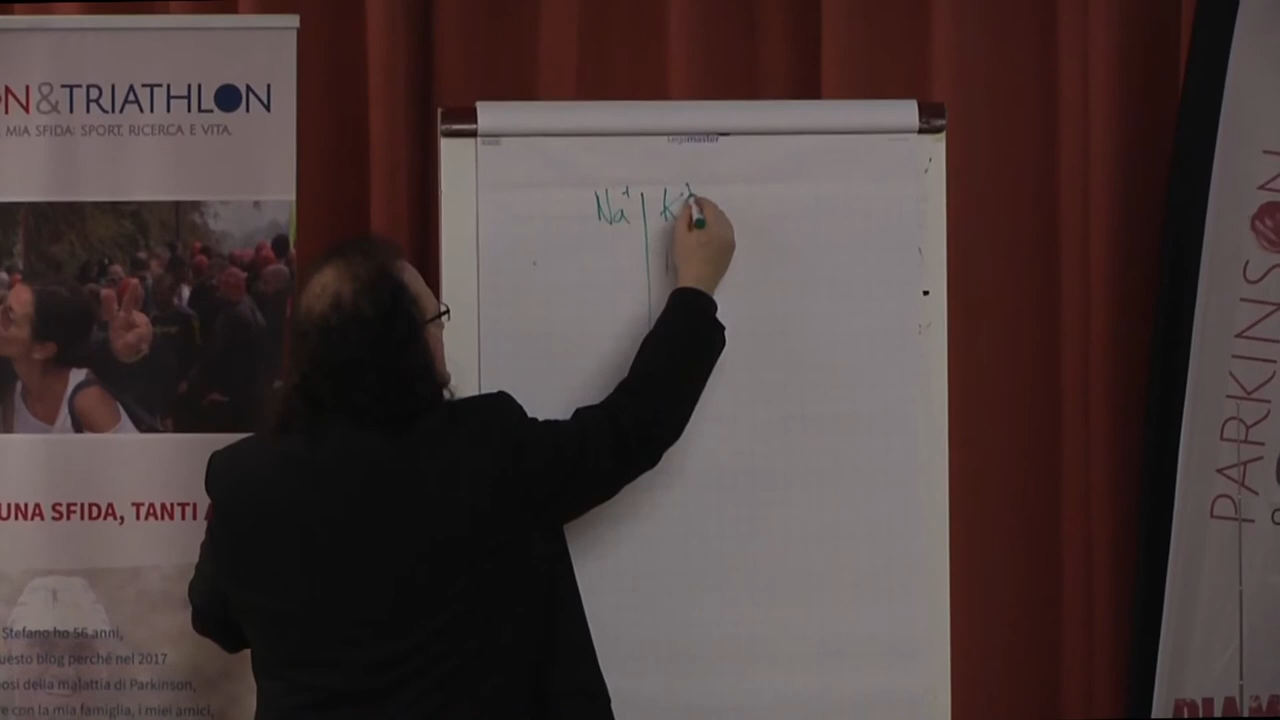 N&TRIATHLON
MIA SFIDA: SPORT, RICERCA E VITA
UNA SFIDA, TANTI
Stefano ho 56 anni,
uesto blog perché nel 2017
osi della malattia di Parkinson,
e con la mia famiglia, i miei amici,
Legamaster
Na⁺ | K⁺
PARKINSON